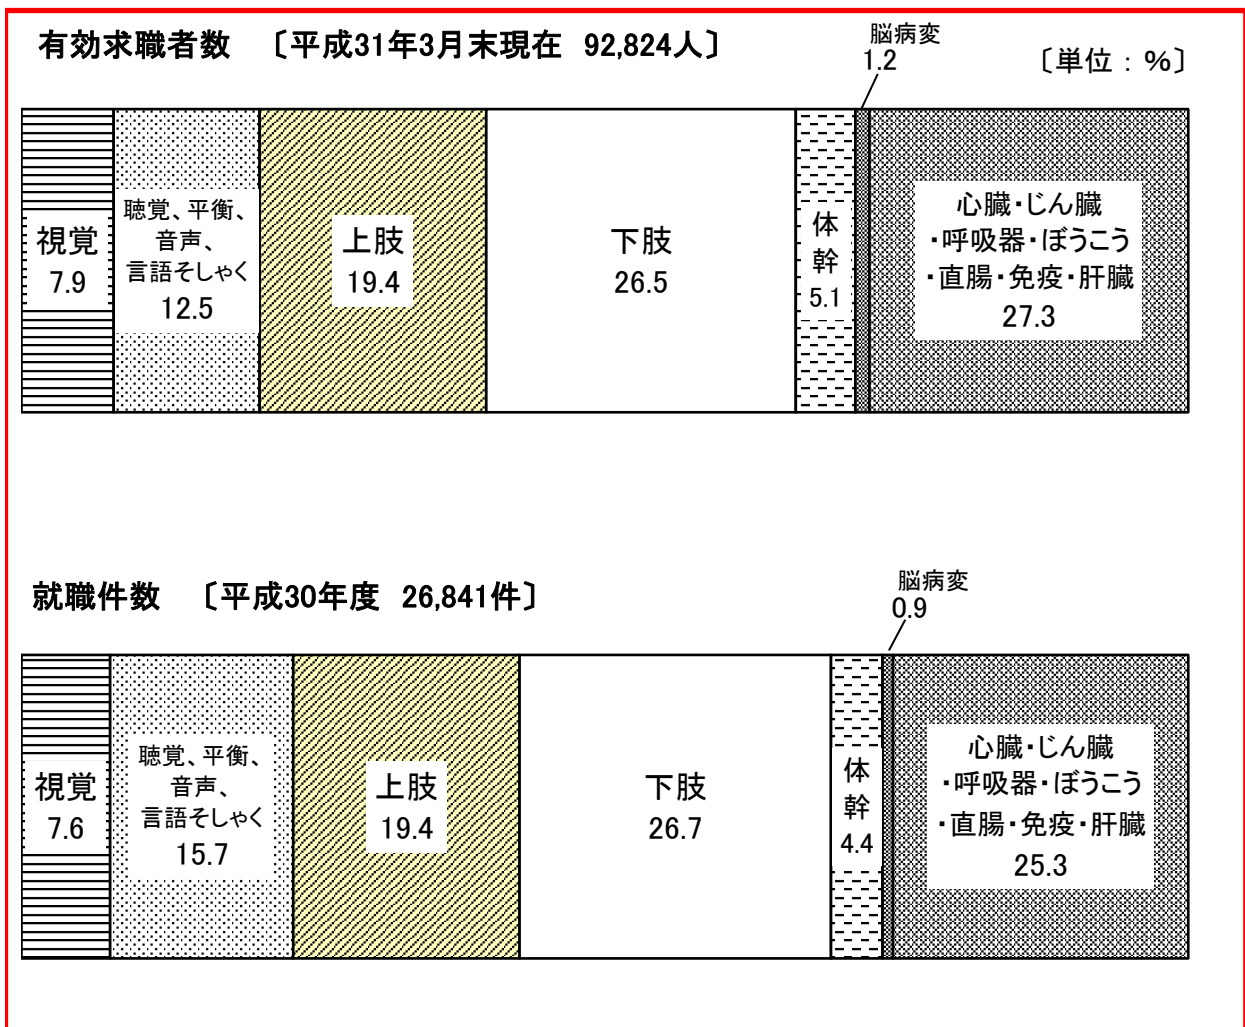 有効求職者数　〔平成31年3月末現在　92,824人〕
脳病変
1.2
〔単位：％〕
視覚
7.9
聴覚、平衡、
音声、
言語そしゃく
12.5
上肢
19.4
下肢
26.5
体
幹
5.1
心臓・じん臓
・呼吸器・ぼうこう
・直腸・免疫・肝臓
27.3
就職件数　〔平成30年度　26,841件〕
脳病変
0.9
視覚
7.6
聴覚、平衡、
音声、
言語そしゃく
15.7
上肢
19.4
下肢
26.7
体
幹
4.4
心臓・じん臓
・呼吸器・ぼうこう
・直腸・免疫・肝臓
25.3